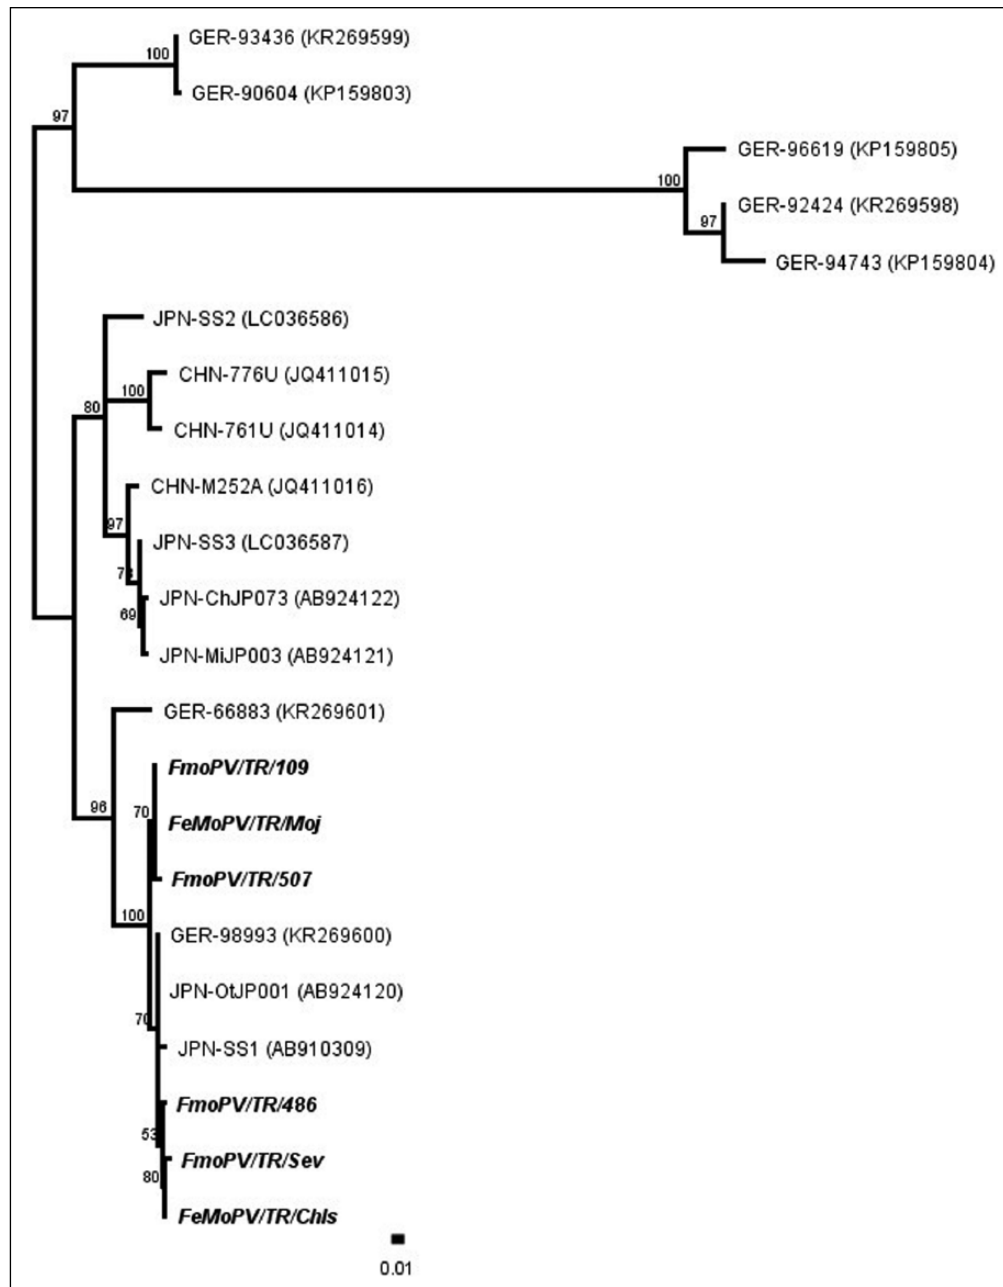 GER-93436 (KR269599)
100
GER-90604 (KP159803)
97
GER-96619 (KP159805)
100
GER-92424 (KR269598)
97
GER-94743 (KP159804)
JPN-SS2 (LC036586)
CHN-776U (JQ411015)
100
80
CHN-761U (JQ411014)
CHN-M252A (JQ411016)
97
JPN-SS3 (LC036587)
JPN-ChJP073 (AB924122)
69
JPN-MiJP003 (AB924121)
GER-66883 (KR269601)
FmoPV/TR/109
96
70
FeMoPV/TR/Moj
FmoPV/TR/507
100
GER-98993 (KR269600)
JPN-OtJP001 (AB924120)
70
JPN-SS1 (AB910309)
FmoPV/TR/486
53
FmoPV/TR/Sev
80
FeMoPV/TR/Chls
0.01